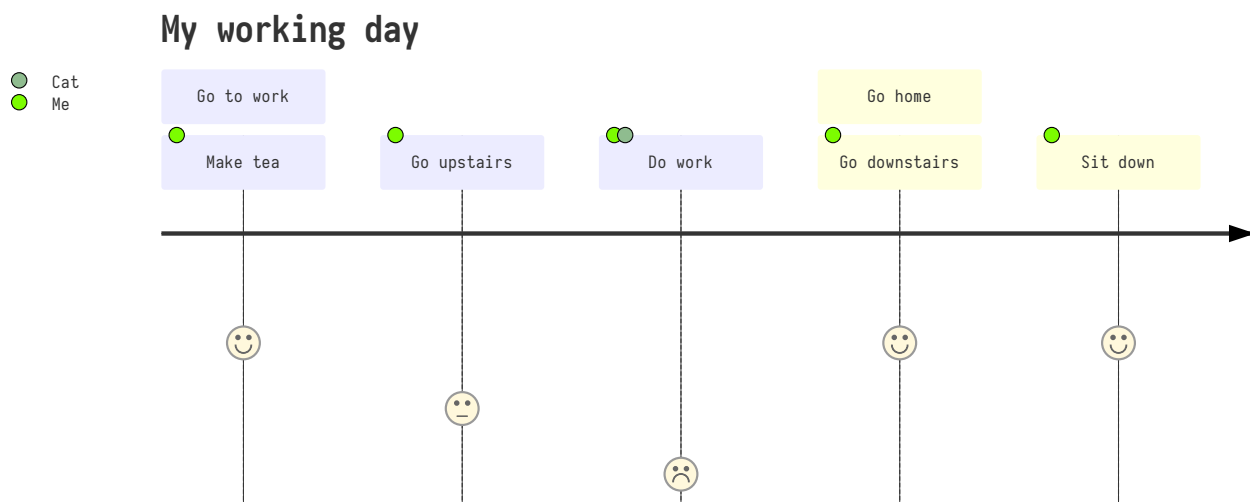 My working day
Cat
Me
Go to work
Go home
Make tea
Go upstairs
Do work
Go downstairs
Sit down